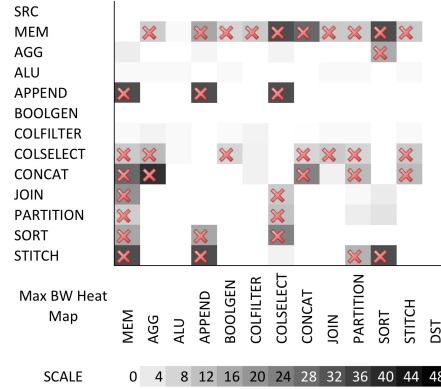 SRC
MEM
AGG
ALU
APPEND
BOOLGEN
COLFILTER
COLSELECT
CONCAT
JOIN
PARTITION
SORT
STITCH
Max BW Heat
Map
MEM
AGG
ALU
APPEND
BOOLGEN
COLFILTER
COLSELECT
CONCAT
JOIN
PARTITION
SORT
STITCH
DST
SCALE 0 4 8 12 16 20 24 28 32 36 40 44 48